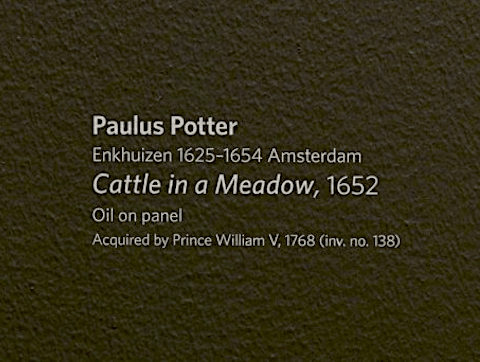 Paulus Potter
Enkhuizen 1625–1654 Amsterdam
Cattle in a Meadow, 1652
Oil on panel
Acquired by Prince William V, 1768 (inv. no. 138)